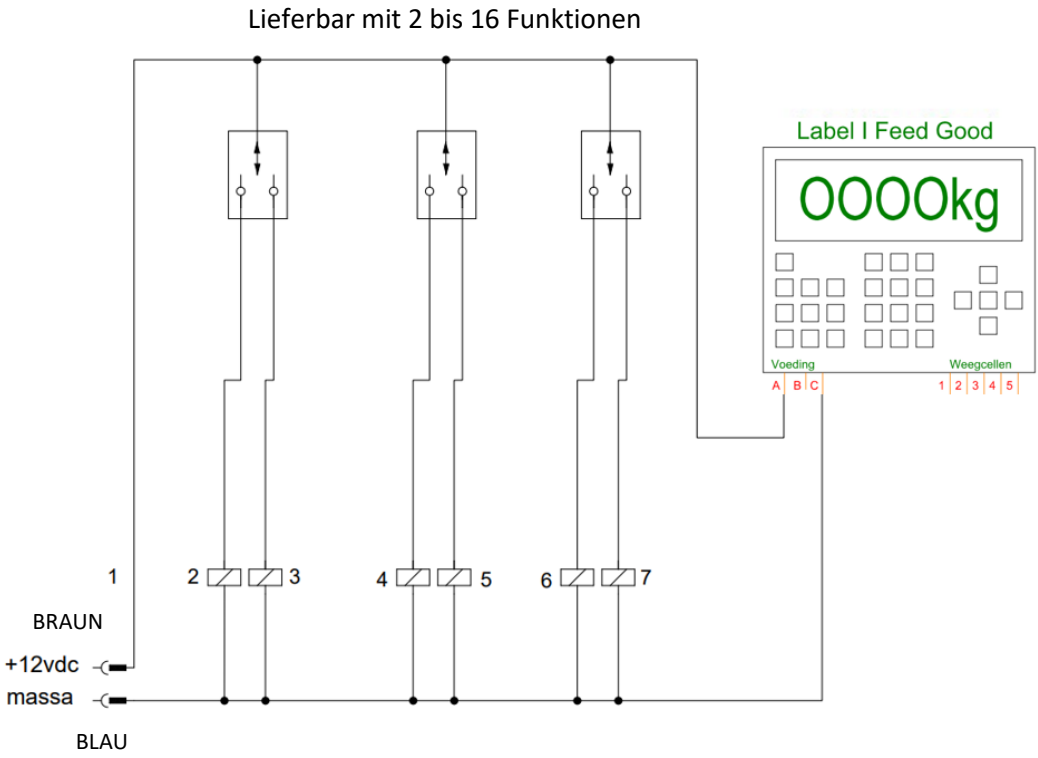 Lieferbar mit 2 bis 16 Funktionen
Label I Feed Good
0000kg
Voeding
Weegcellen
A B C
1 2 3 4 5
1
2
3
4
5
6
7
BRAUN
+12vdc
massa
BLAU